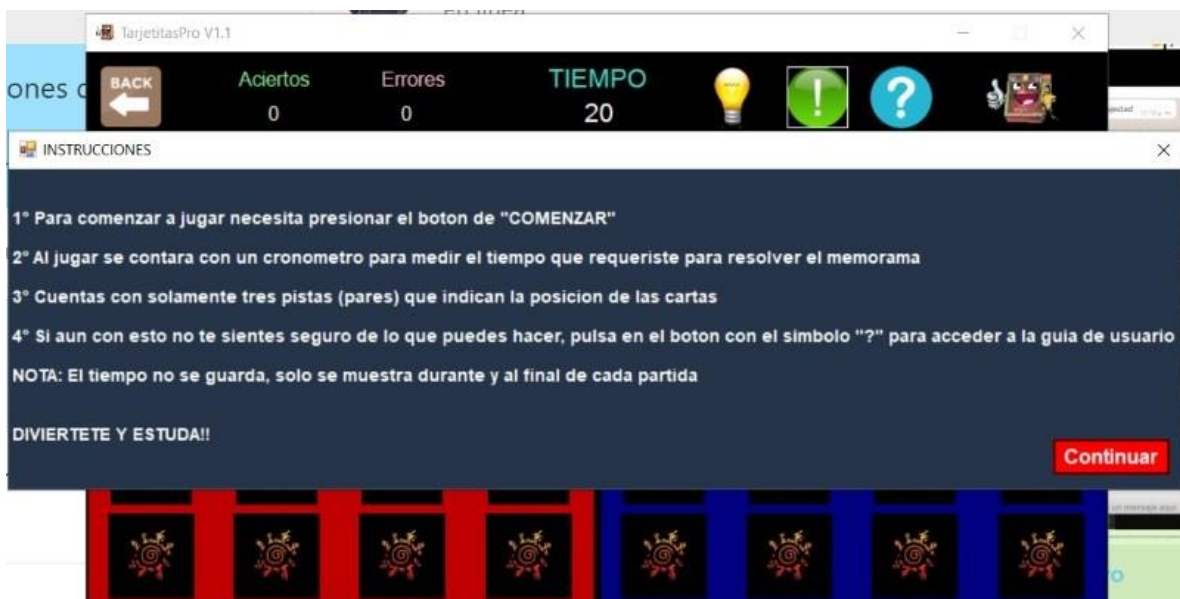 en línea
TarjetitasPro V1.1
ones
BACK
Aciertos
Errores
TIEMPO
0
0
20
INSTRUCCIONES
1° Para comenzar a jugar necesita presionar el boton de "COMENZAR"
2° Al jugar se contara con un cronometro para medir el tiempo que requeriste para resolver el memorama
3° Cuentas con solamente tres pistas (pares) que indican la posicion de las cartas
4° Si aun con esto no te sientes seguro de lo que puedes hacer, pulsa en el boton con el simbolo "?" para acceder a la guia de usuario
NOTA: El tiempo no se guarda, solo se muestra durante y al final de cada partida
DIVIERTETE Y ESTUDA!!
Continuar
un mensaje aquí